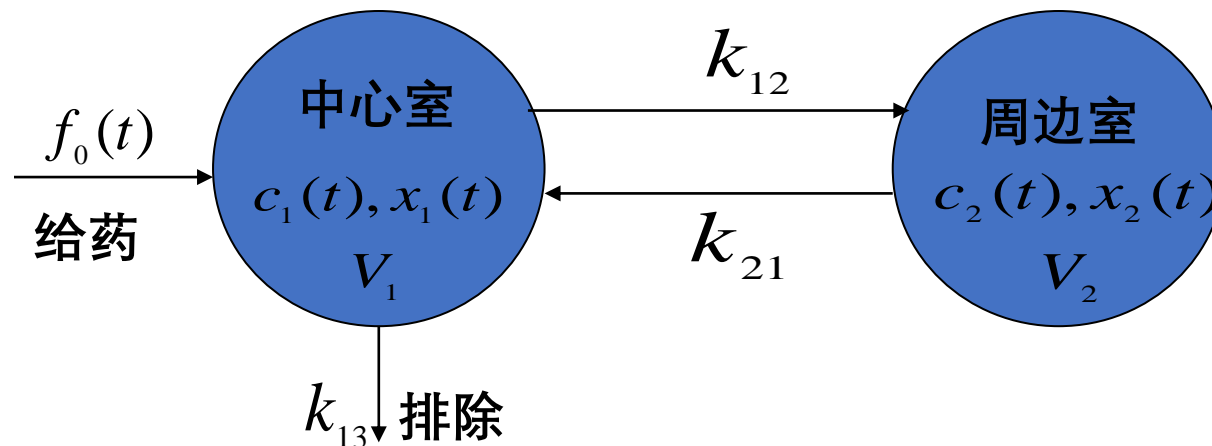 f₀(t)
给药
中心室
c₁(t), x₁(t)
V₁
k₁₂
k₂₁
周边室
c₂(t), x₂(t)
V₂
k₁₃
排除